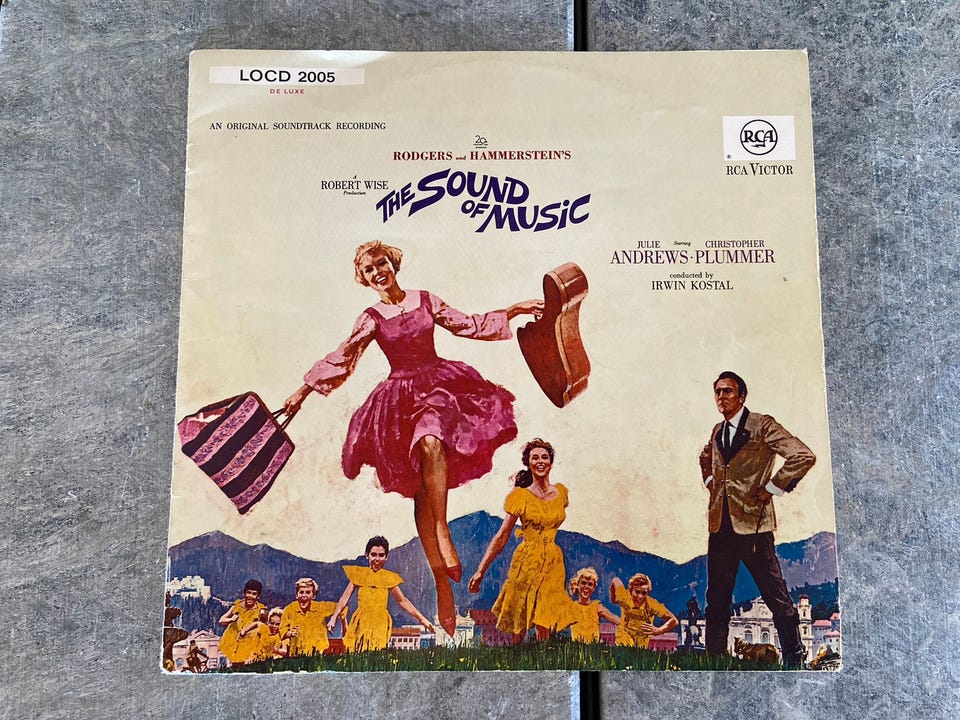 LOCD 2005
DE LUXE
AN ORIGINAL SOUNDTRACK RECORDING
20
RODGERS and HAMMERSTEIN'S
A
ROBERT WISE
Production
THE SOUND
OF MUSIC
RCA
®
RCA VICTOR
JULIE Starring CHRISTOPHER
ANDREWS · PLUMMER
conducted by
IRWIN KOSTAL